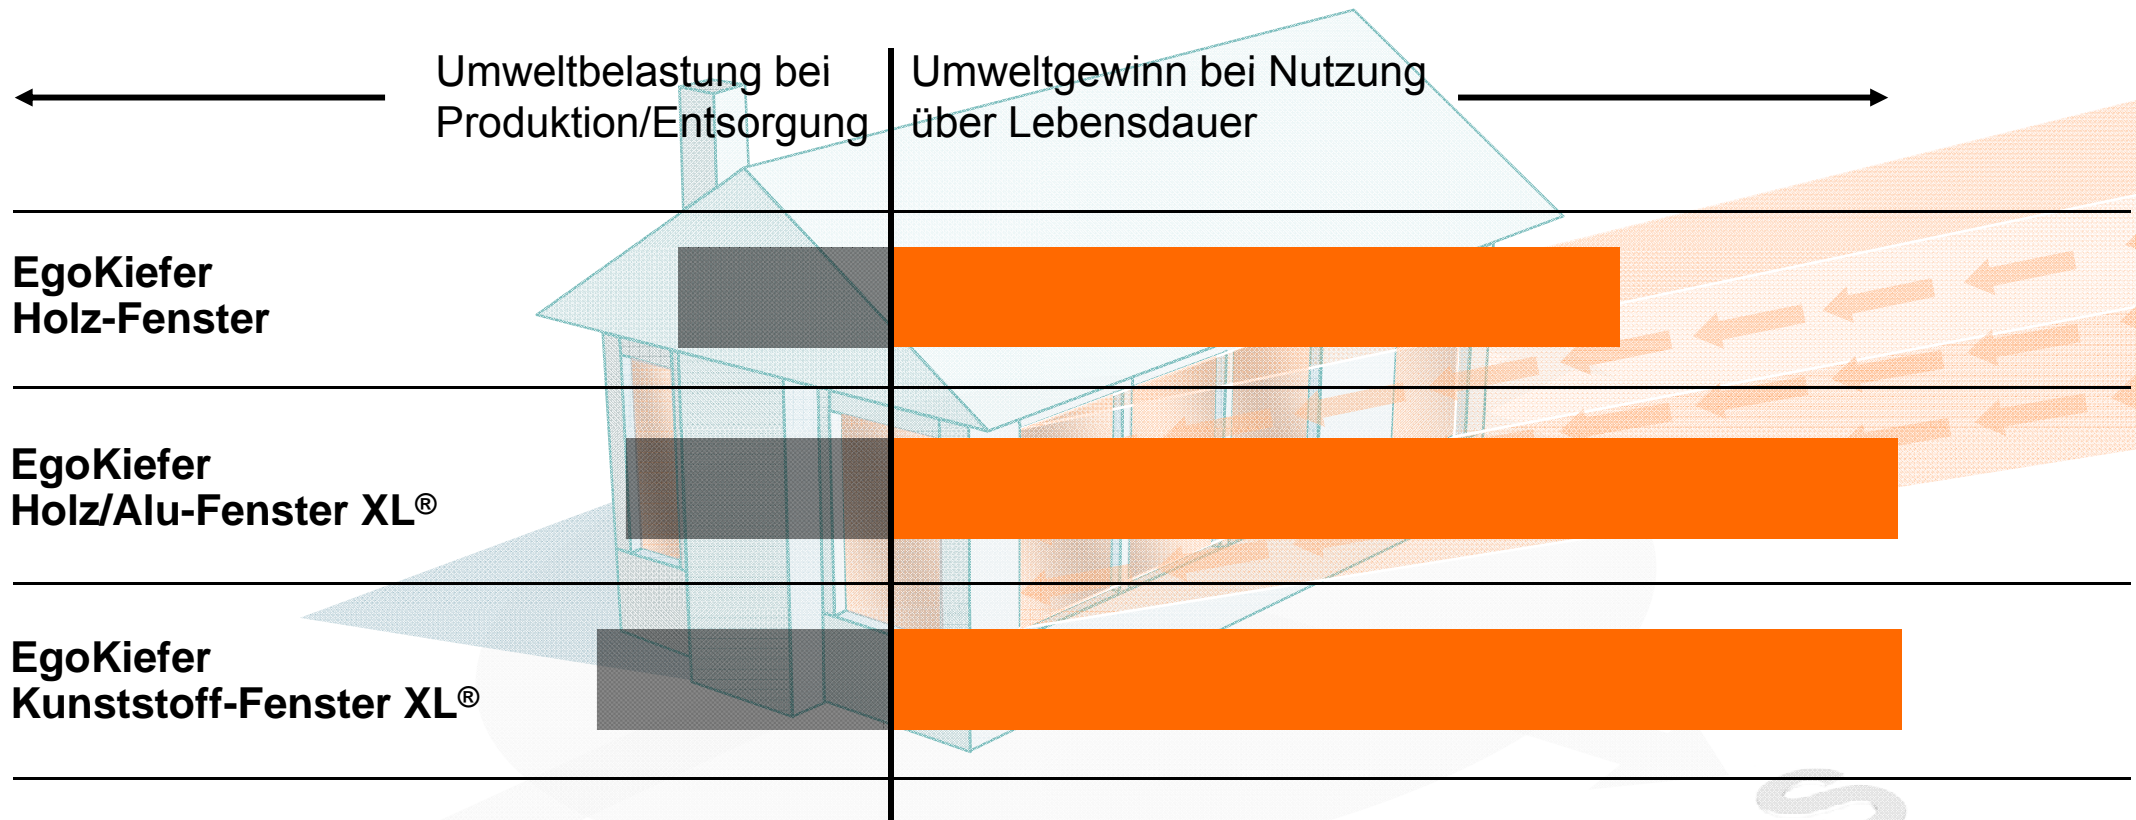 Umweltbelastung bei
Produktion/Entsorgung
Umweltgewinn bei Nutzung
über Lebensdauer
EgoKiefer
Holz-Fenster
EgoKiefer
Holz/Alu-Fenster XL®
EgoKiefer
Kunststoff-Fenster XL®
S